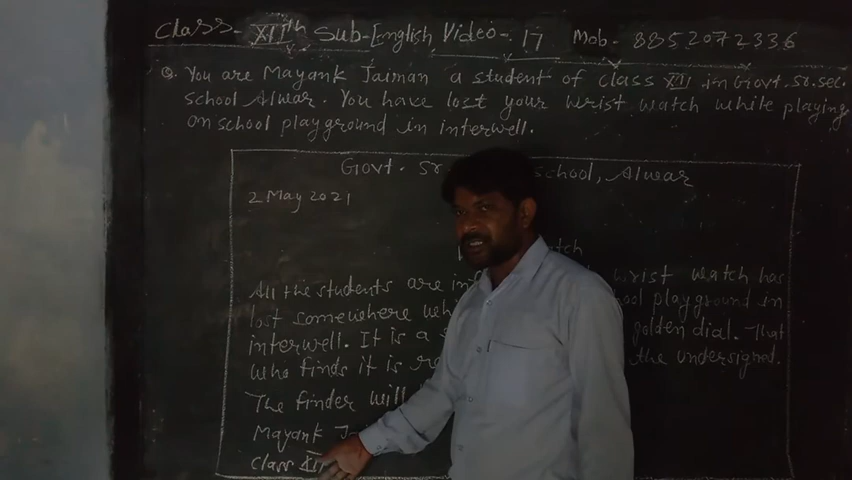 Class - XIIth Sub-English Video - 17 Mob - 8852072336
Q. You are Mayank Jaiman a student of class XII in Govt. sr. sec.
school Alwar. You have lost your wrist watch while playing
on school playground in interwell.
Govt. Sr school, Alwar
2 May 2021
All the students are wrist watch has
lost somewhere playground in
interwell. It is a golden dial. That
who finds it is the undersigned.
The finder will
Mayank
Class XII